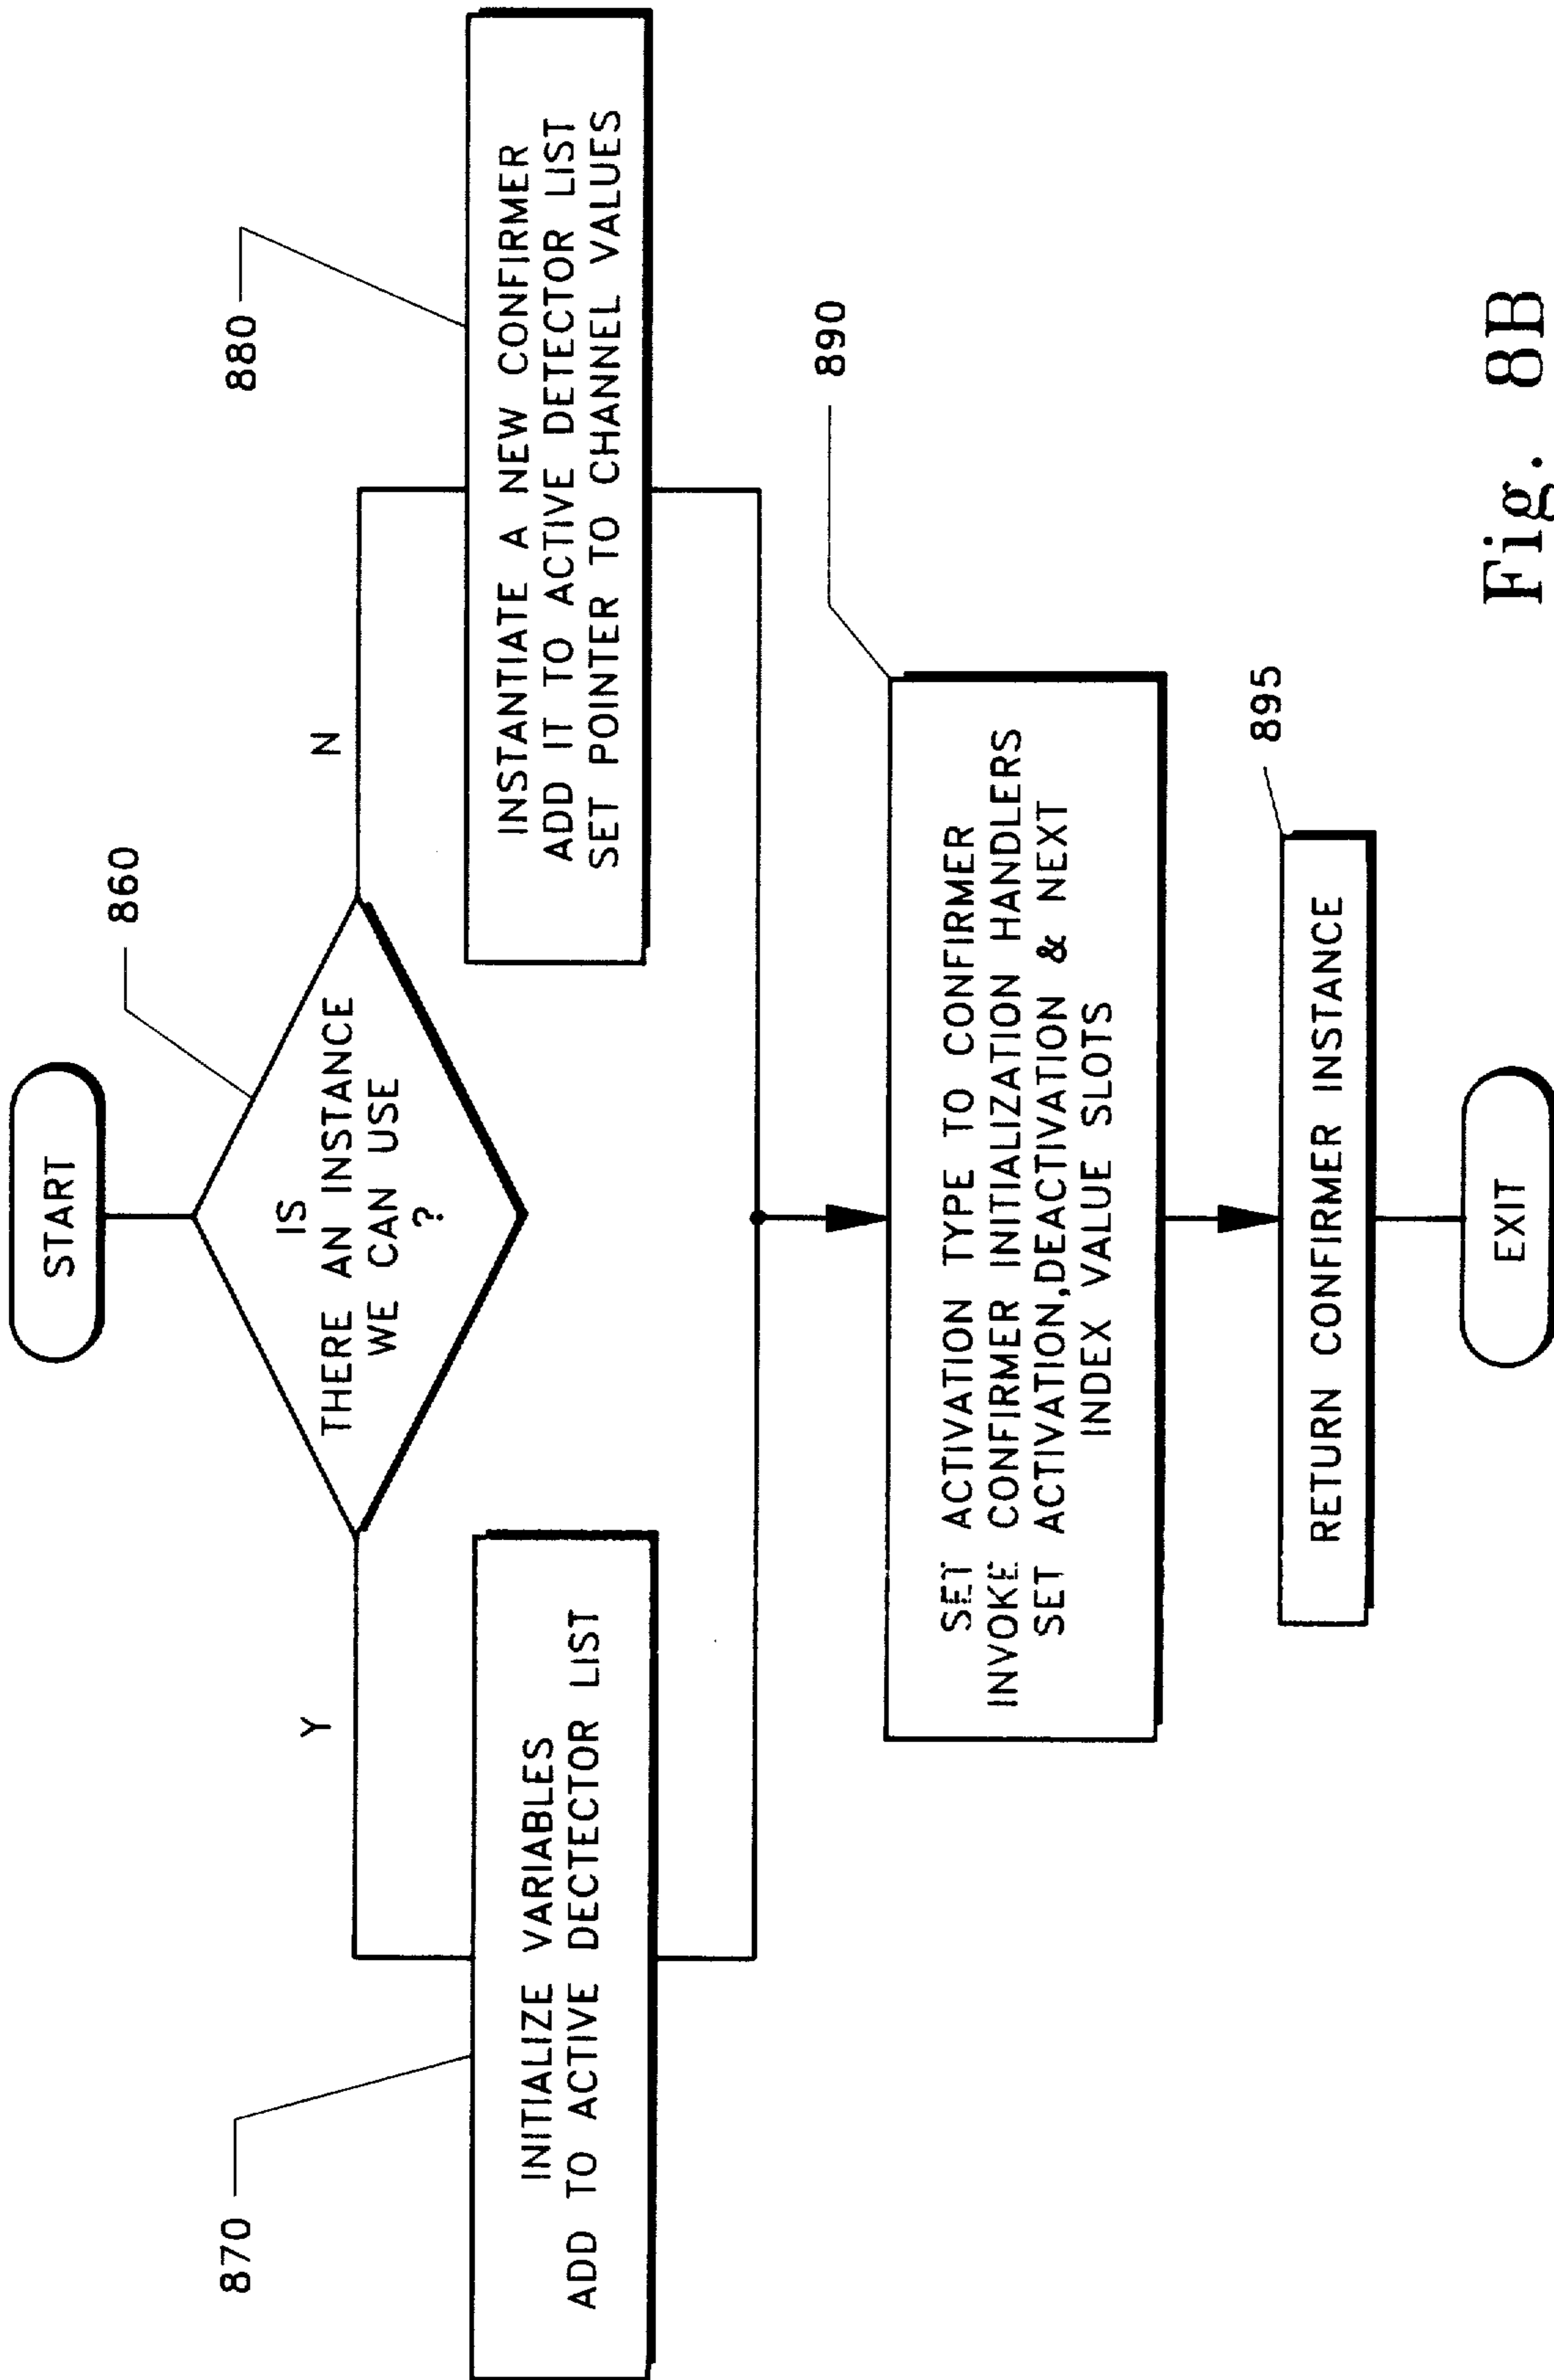 START
860
IS
THERE AN INSTANCE
WE CAN USE
?
Y
N
870
INITIALIZE VARIABLES
ADD TO ACTIVE DECTECTOR LIST
880
INSTANTIATE A NEW CONFIRMER
ADD IT TO ACTIVE DETECTOR LIST
SET POINTER TO CHANNEL VALUES
890
SET ACTIVATION TYPE TO CONFIRMER
INVOKE CONFIRMER INITIALIZATION HANDLERS
SET ACTIVATION,DEACTIVATION & NEXT
INDEX VALUE SLOTS
895
RETURN CONFIRMER INSTANCE
EXIT
Fig. 8B